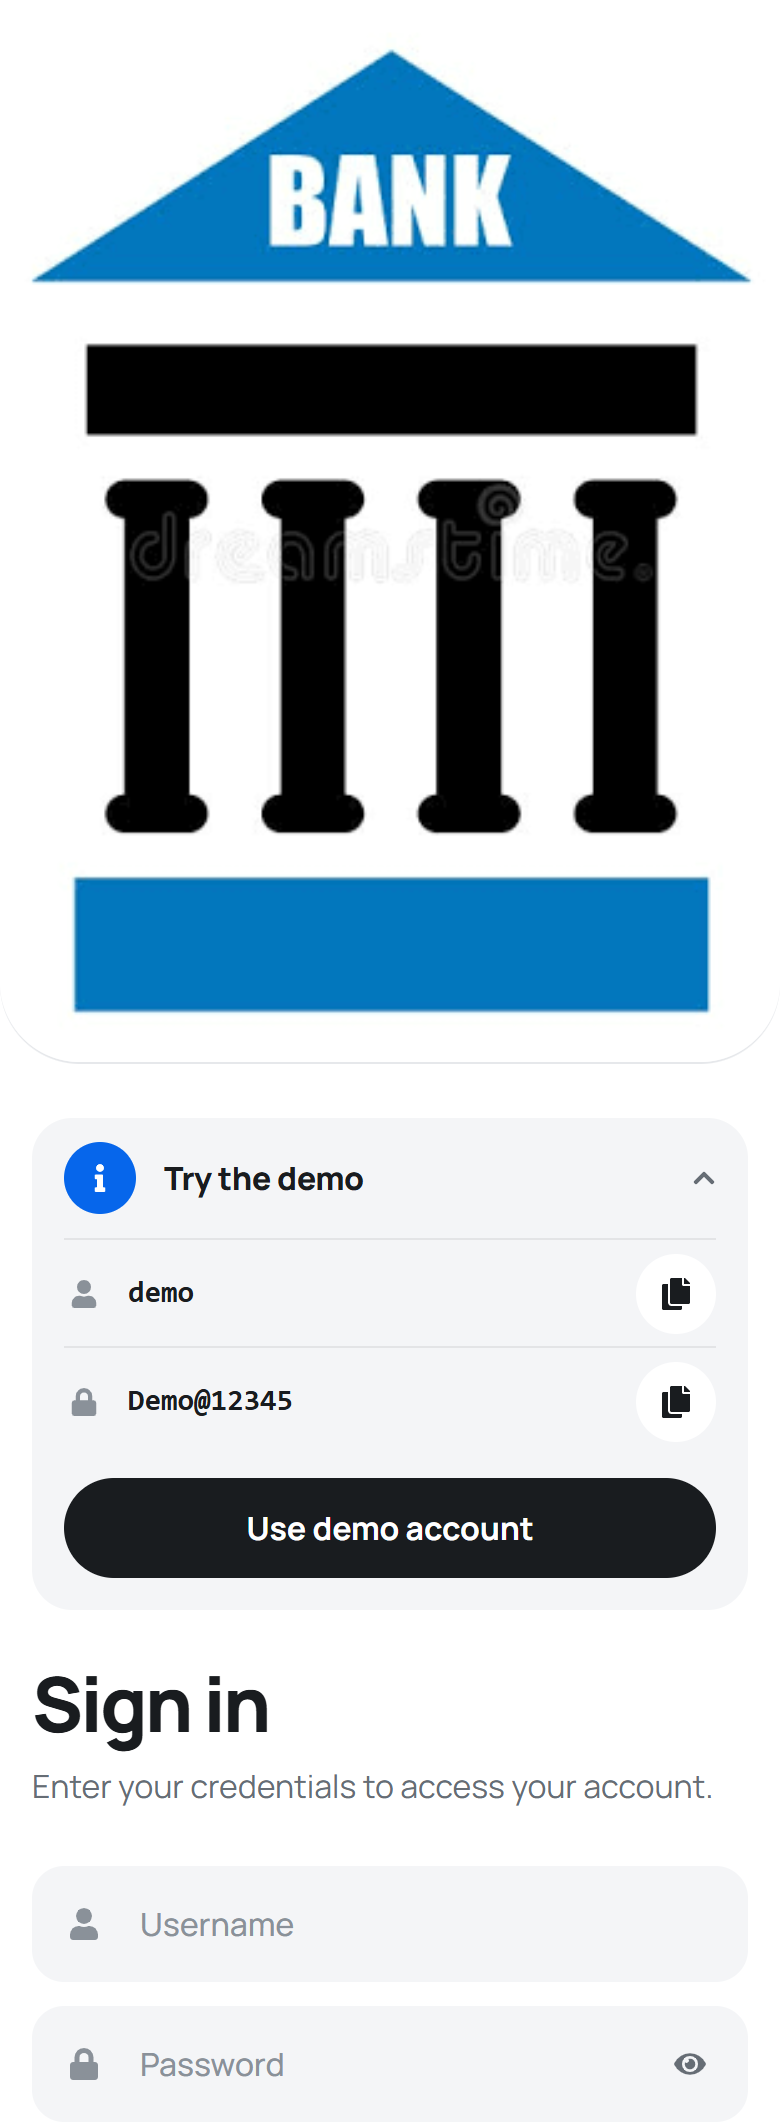 BANK
dreamstime.
Try the demo
demo
Demo@12345
Use demo account
Sign in
Enter your credentials to access your account.
Username
Password